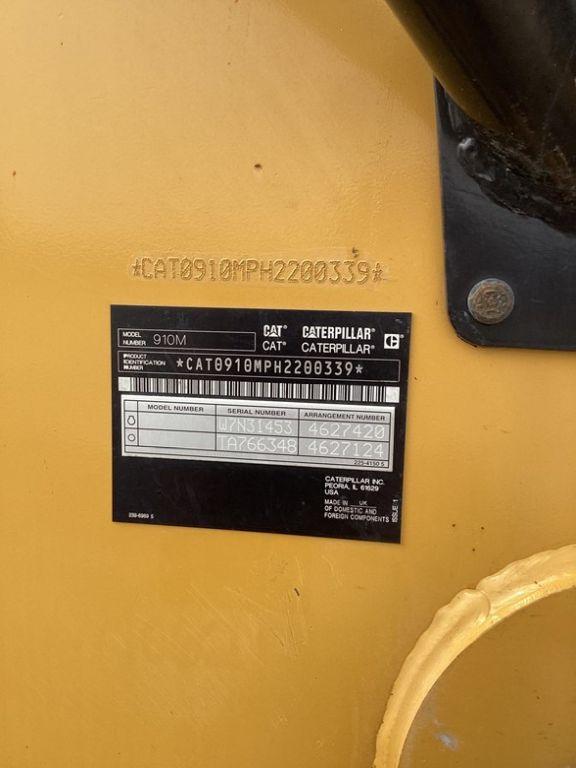 *CAT0910MPH2200339*
MODEL NUMBER 910M CAT® CATERPILLAR®
CAT® CATERPILLAR®
PRODUCT IDENTIFICATION NUMBER *CAT0910MPH2200339*
MODEL NUMBER SERIAL NUMBER ARRANGEMENT NUMBER
W7N31453 4627420
TA766348 4627124
CATERPILLAR INC.
PEORIA, IL 61629
USA
MADE IN UK
OF DOMESTIC AND
FOREIGN COMPONENTS
ISSUE 1